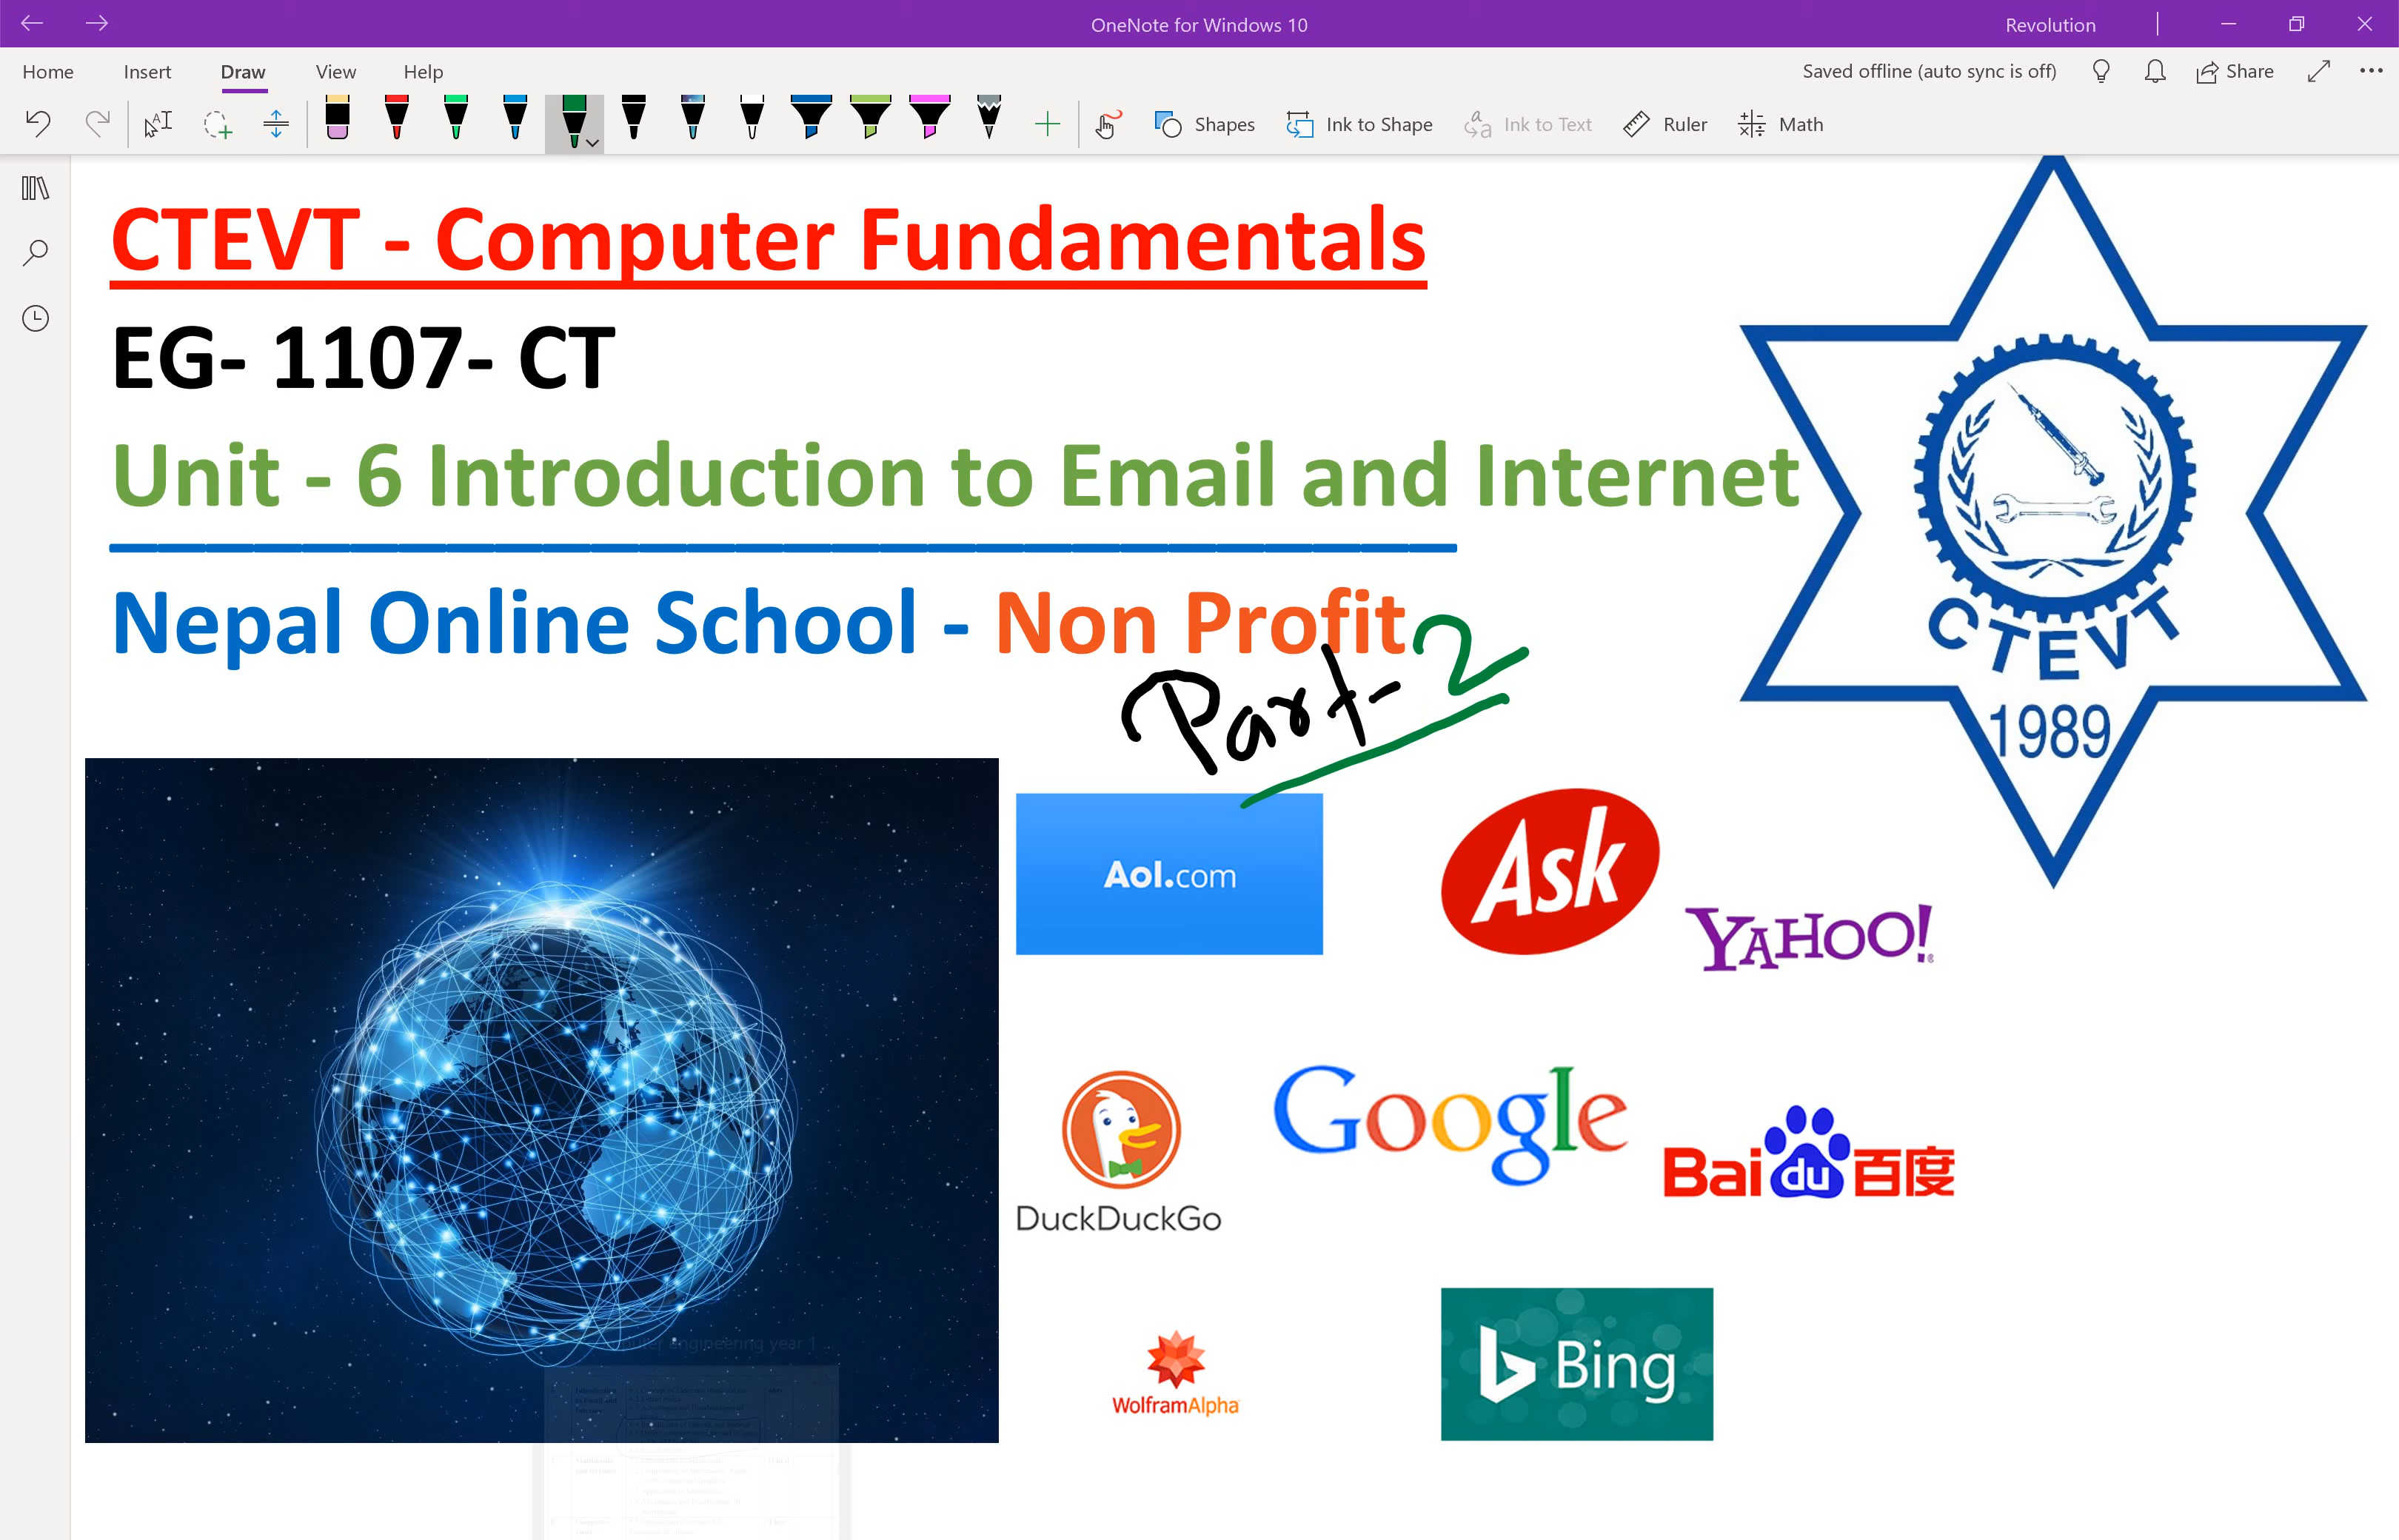 OneNote for Windows 10
Revolution
Home Insert Draw View Help
Saved offline (auto sync is off)
Share
Shapes Ink to Shape Ink to Text Ruler Math
CTEVT - Computer Fundamentals
EG- 1107- CT
Unit - 6 Introduction to Email and Internet
Nepal Online School - Non Profit
Part-2
CTEVT
1989
Aol.com
Ask
YAHOO!
DuckDuckGo
Google
Baidu百度
WolframAlpha
Bing
engineering year 1